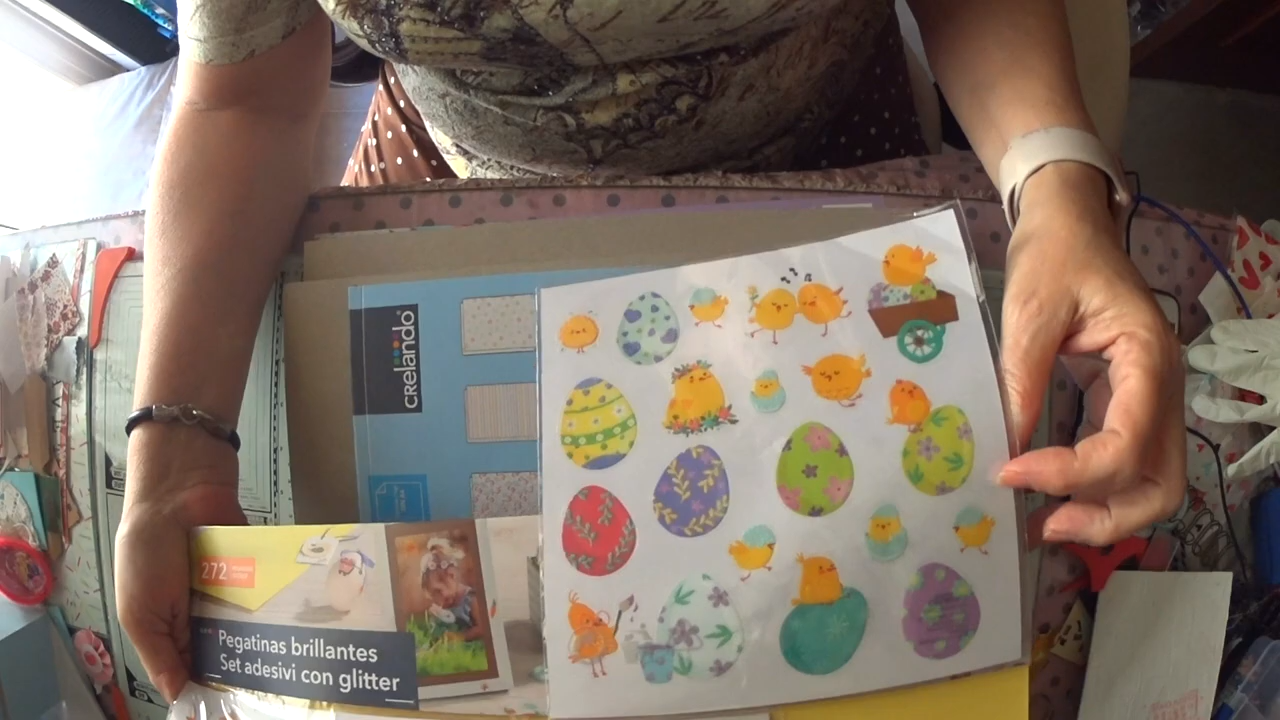 crelando®
272
Pegatinas brillantes
Set adesivi con glitter